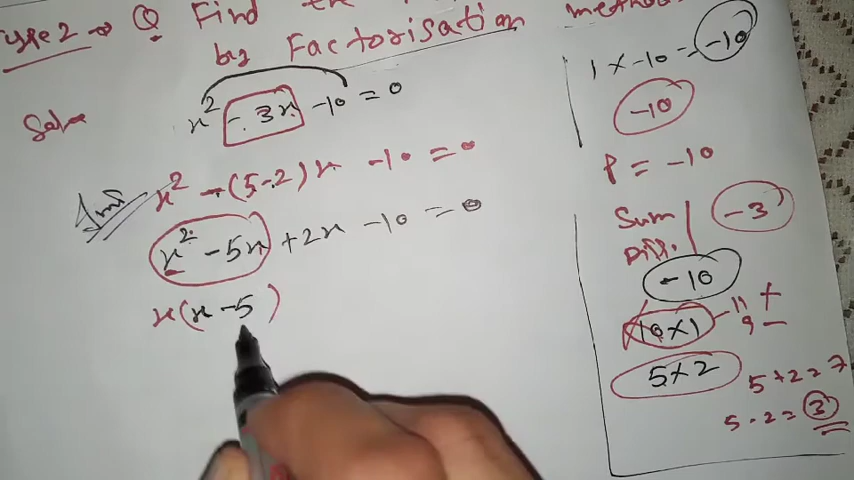 Type 2 → Q Find the
by Factorisation method
Soln
x² - 3x - 10 = 0
x² - (5-2)x - 10 = 0
x² - 5x + 2x - 10 = 0
x(x - 5)
1 × -10 = -10
-10
P = -10
Sum | -3
Diff.
-10
10×1 - 11 +
9 -
5×2
5+2=7
5-2=3